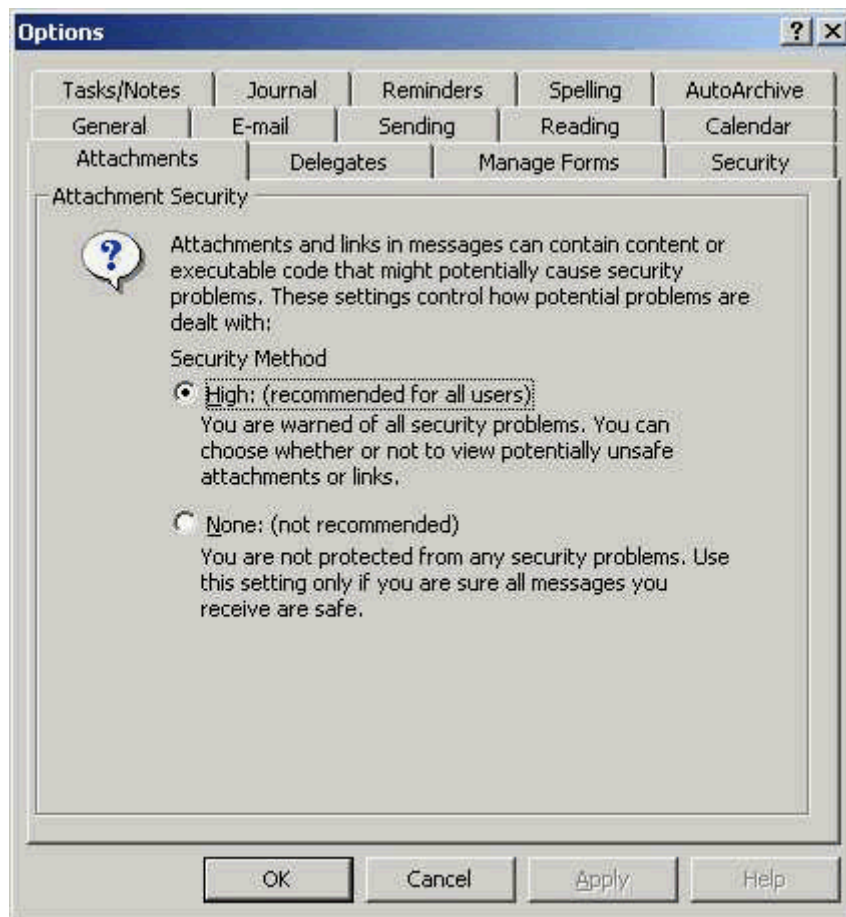 Options
Tasks/Notes Journal Reminders Spelling AutoArchive
General E-mail Sending Reading Calendar
Attachments Delegates Manage Forms Security
Attachment Security
Attachments and links in messages can contain content or
executable code that might potentially cause security
problems. These settings control how potential problems are
dealt with:
Security Method
High: (recommended for all users)
You are warned of all security problems. You can
choose whether or not to view potentially unsafe
attachments or links.
None: (not recommended)
You are not protected from any security problems. Use
this setting only if you are sure all messages you
receive are safe.
OK Cancel Apply Help